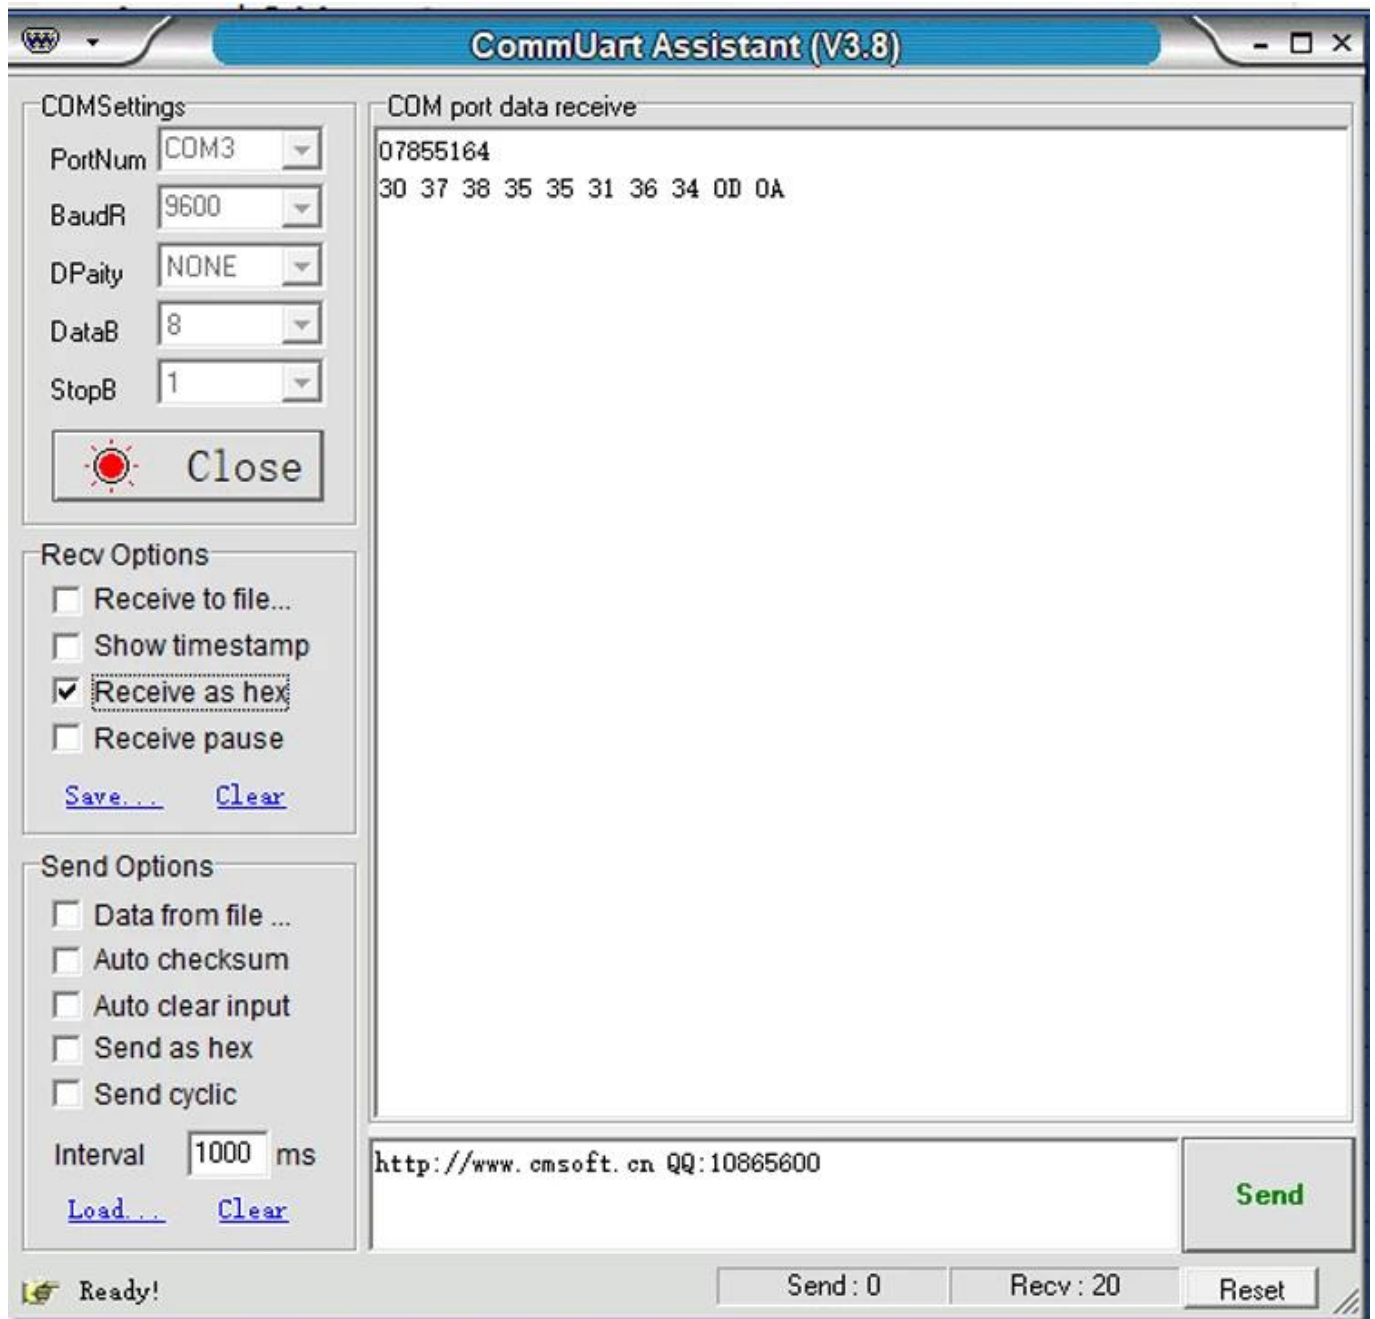 CommUart Assistant (V3.8)
COMSettings
PortNum COM3
BaudR 9600
DPaity NONE
DataB 8
StopB 1
Close
Recv Options
Receive to file...
Show timestamp
Receive as hex
Receive pause
Save... Clear
Send Options
Data from file ...
Auto checksum
Auto clear input
Send as hex
Send cyclic
Interval 1000 ms
Load... Clear
COM port data receive
07855164
30 37 38 35 35 31 36 34 0D 0A
http://www.cmsoft.cn QQ:10865600
Send
Ready!
Send : 0
Recv : 20
Reset